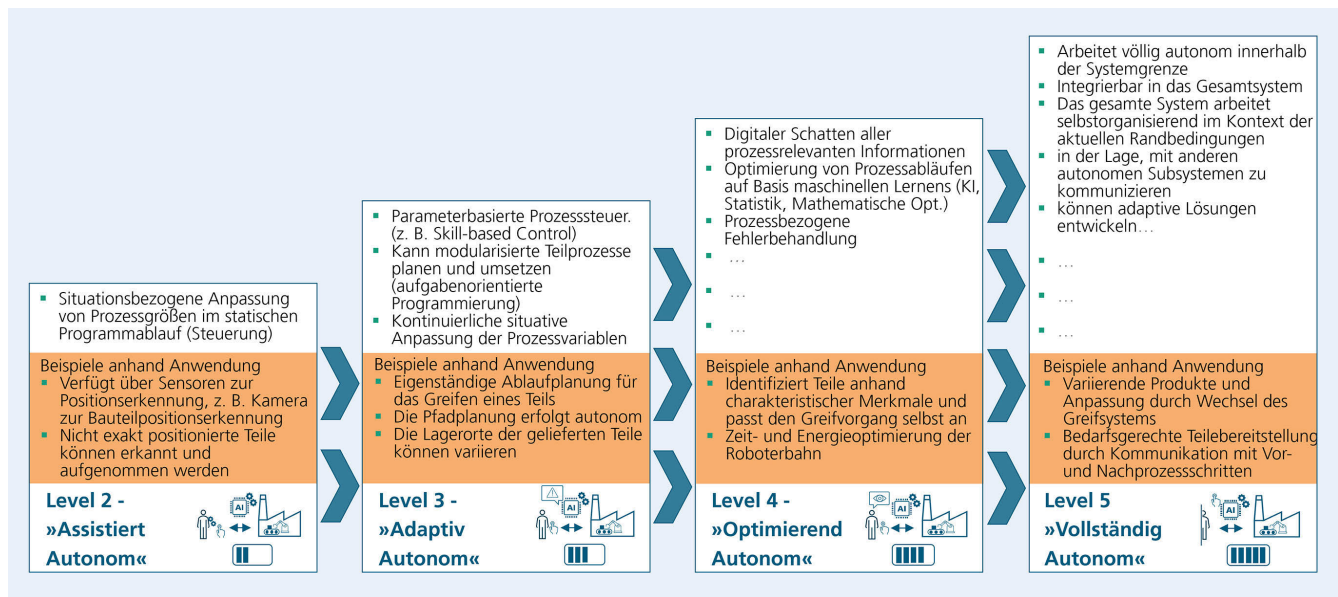 Situationsbezogene Anpassung
von Prozessgrößen im statischen
Programmablauf (Steuerung)
Beispiele anhand Anwendung
Verfügt über Sensoren zur
Positionserkennung, z. B. Kamera
zur Bauteilpositionserkennung
Nicht exakt positionierte Teile
können erkannt und
aufgenommen werden
Level 2 -
»Assistiert
Autonom«
AI
Parameterbasierte Prozesssteuer.
(z. B. Skill-based Control)
Kann modularisierte Teilprozesse
planen und umsetzen
(aufgabenorientierte
Programmierung)
Kontinuierliche situative
Anpassung der Prozessvariablen
Beispiele anhand Anwendung
Eigenständige Ablaufplanung für
das Greifen eines Teils
Die Pfadplanung erfolgt autonom
Die Lagerorte der gelieferten Teile
können variieren
Level 3 -
»Adaptiv
Autonom«
AI
Digitaler Schatten aller
prozessrelevanten Informationen
Optimierung von Prozessabläufen
auf Basis maschinellen Lernens (KI,
Statistik, Mathematische Opt.)
Prozessbezogene
Fehlerbehandlung
...
...
...
Beispiele anhand Anwendung
Identifiziert Teile anhand
charakteristischer Merkmale und
passt den Greifvorgang selbst an
Zeit- und Energieoptimierung der
Roboterbahn
Level 4 -
»Optimierend
Autonom«
AI
Arbeitet völlig autonom innerhalb
der Systemgrenze
Integrierbar in das Gesamtsystem
Das gesamte System arbeitet
selbstorganisierend im Kontext der
aktuellen Randbedingungen
in der Lage, mit anderen
autonomen Subsystemen zu
kommunizieren
können adaptive Lösungen
entwickeln...
...
...
...
Beispiele anhand Anwendung
Variierende Produkte und
Anpassung durch Wechsel des
Greifsystems
Bedarfsgerechte Teilebereitstellung
durch Kommunikation mit Vor-
und Nachprozessschritten
Level 5
»Vollständig
Autonom«
AI